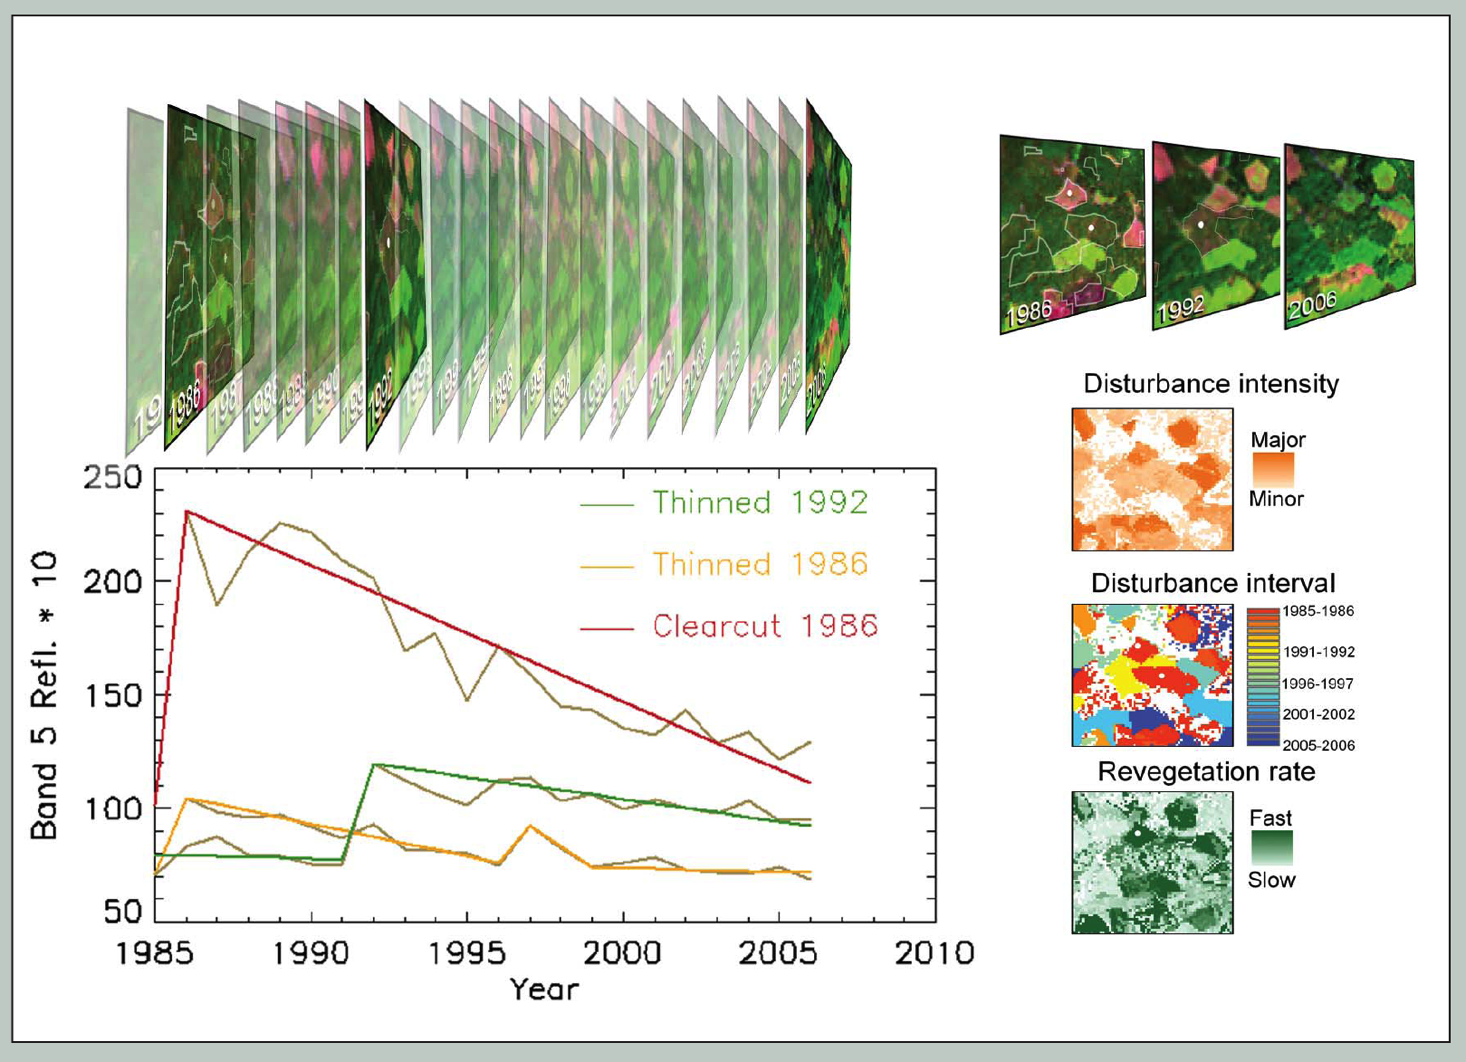 1986
1992
2006
1986
1992
2006
Disturbance intensity
Major
Minor
Disturbance interval
1985-1986
1991-1992
1996-1997
2001-2002
2005-2006
Revegetation rate
Fast
Slow
250
200
150
100
50
Band 5 Refl. * 10
Thinned 1992
Thinned 1986
Clearcut 1986
1985 1990 1995 2000 2005 2010
Year